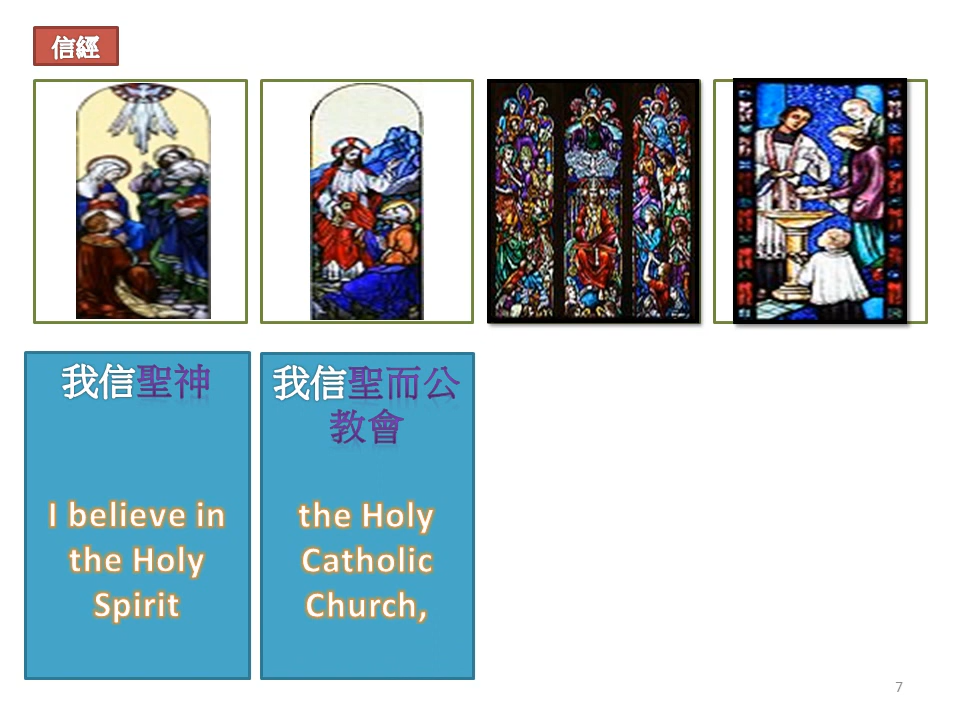 信經
我信聖神
I believe in
the Holy
Spirit
我信聖而公
教會
the Holy
Catholic
Church,
7